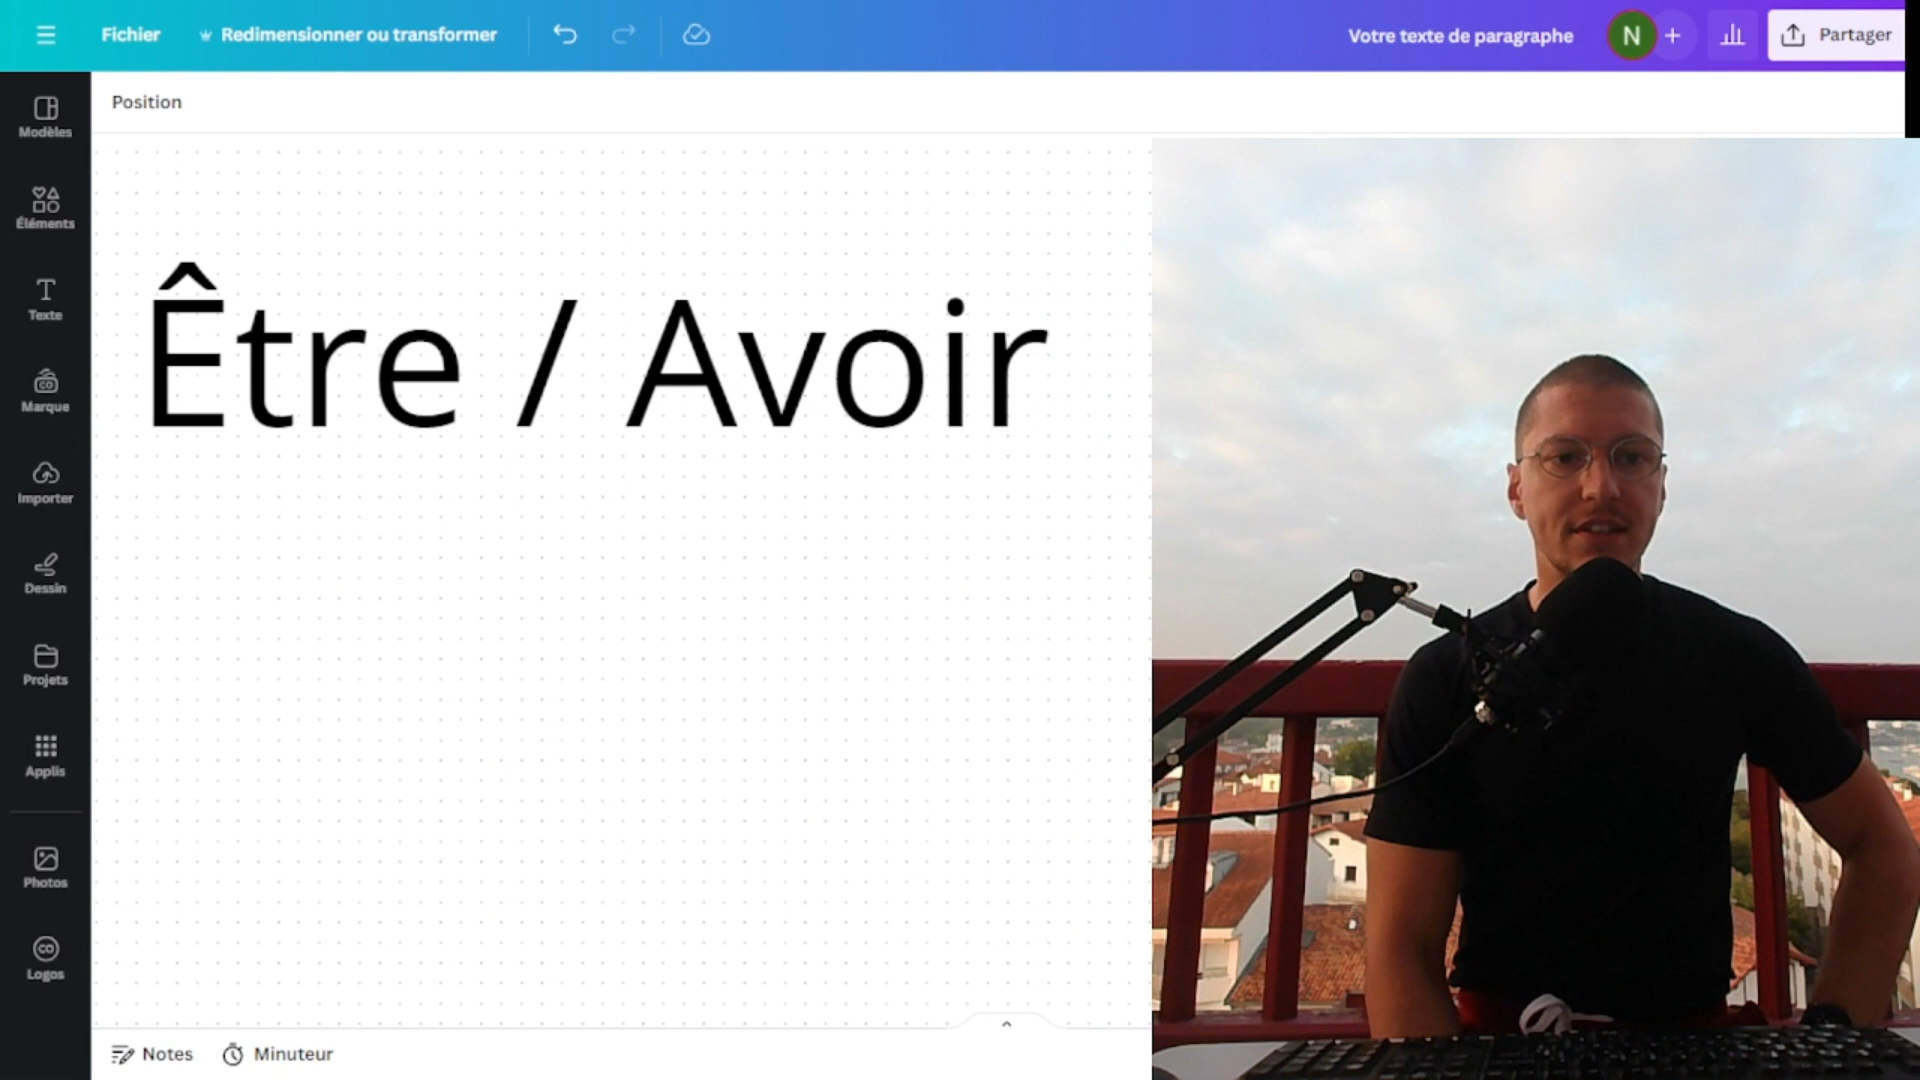 Fichier
Redimensionner ou transformer
Votre texte de paragraphe
N
Partager
Position
Modèles
Éléments
Texte
Marque
Importer
Dessin
Projets
Applis
Photos
Logos
Être / Avoir
Notes
Minuteur